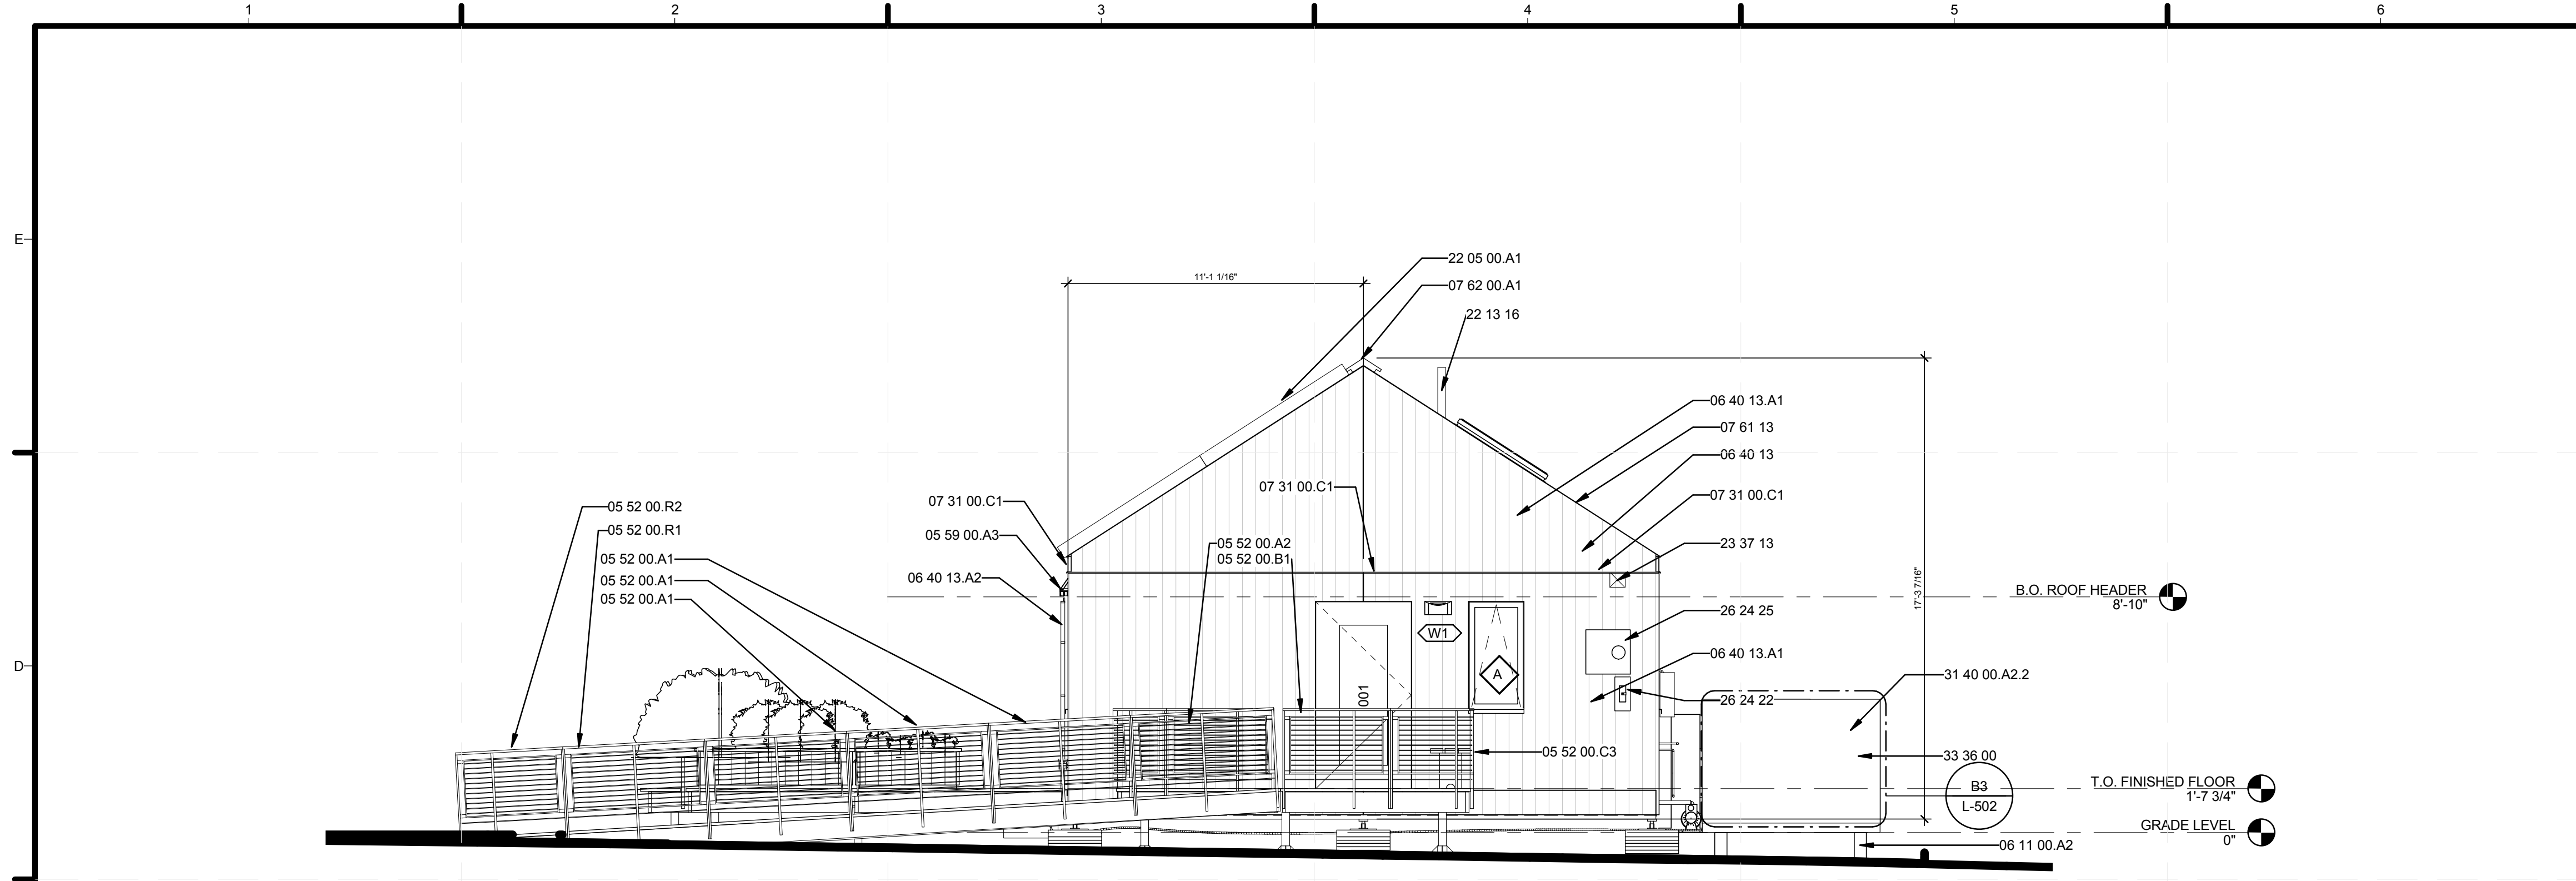 1
2
3
4
5
6
E
D
22 05 00.A1
07 62 00.A1
22 13 16
11'-1 1/16"
06 40 13.A1
07 61 13
06 40 13
07 31 00.C1
07 31 00.C1
07 31 00.C1
05 52 00.R2
05 52 00.R1
05 59 00.A3
05 52 00.A2
05 52 00.B1
23 37 13
05 52 00.A1
05 52 00.A1
05 52 00.A1
06 40 13.A2
17'-3 7/16"
B.O. ROOF HEADER
8'-10"
26 24 25
W1
06 40 13.A1
A
001
31 40 00.A2.2
26 24 22
05 52 00.C3
33 36 00
B3
L-502
T.O. FINISHED FLOOR
1'-7 3/4"
GRADE LEVEL
0"
06 11 00.A2